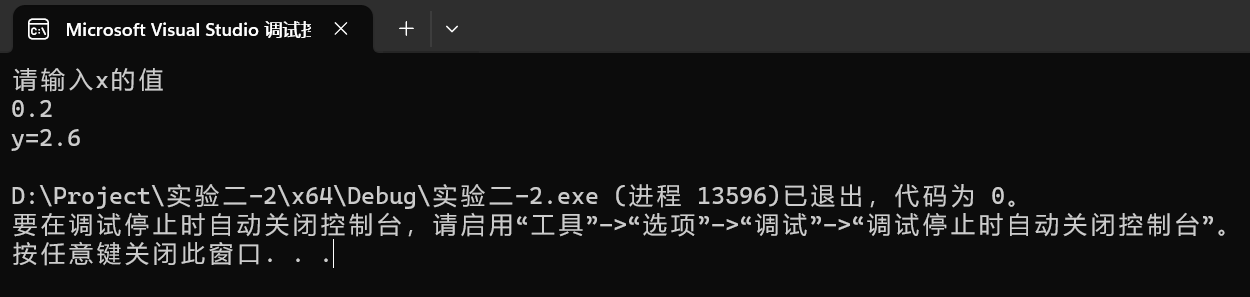 Microsoft Visual Studio 调试
请输入x的值
0.2
y=2.6
D:\Project\实验二-2\x64\Debug\实验二-2.exe (进程 13596)已退出，代码为 0。
要在调试停止时自动关闭控制台，请启用“工具”->“选项”->“调试”->“调试停止时自动关闭控制台”。
按任意键关闭此窗口. . .